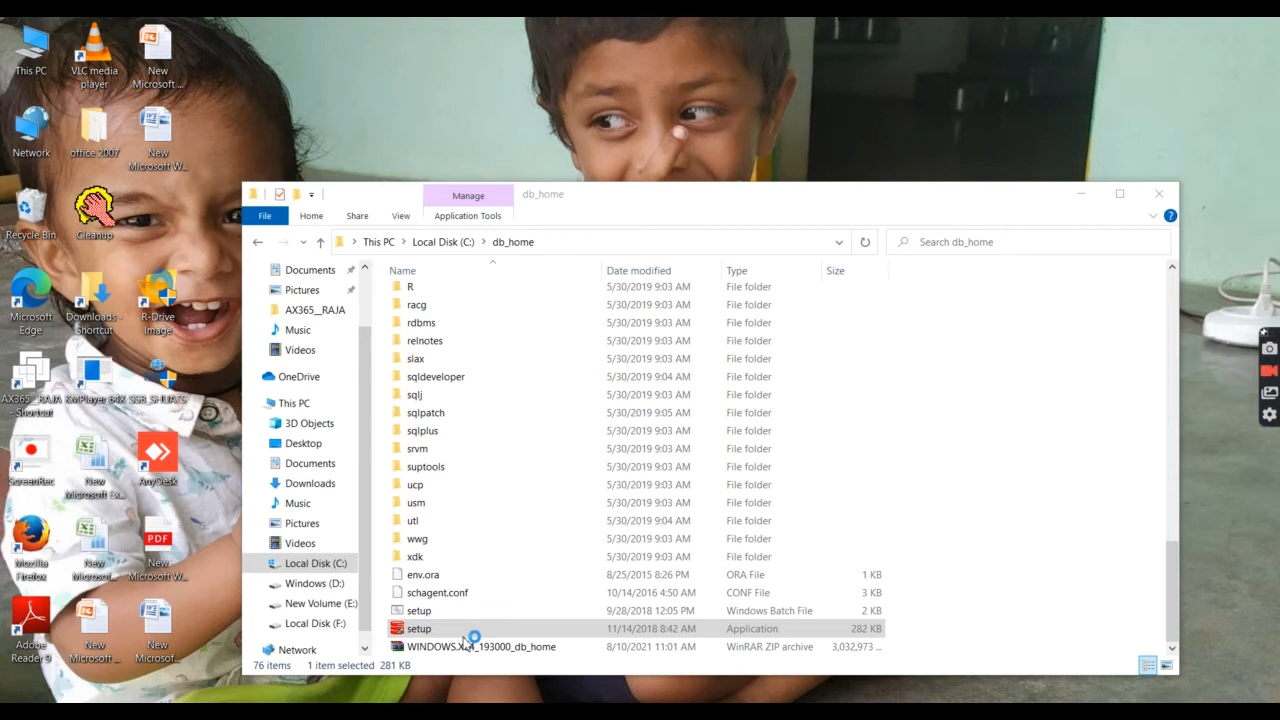 This PC
VLC media player
New Microsoft ...
Network
office 2007
New Microsoft W...
Recycle Bin
Cleanup
Microsoft Edge
Downloads - Shortcut
R-Drive Image
AX365__RAJA - Shortcut
KMPlayer 64X
SSB_SHUATS
ScreenRec
New Microsoft Ex...
AnyDesk
Mozilla Firefox
New Microsof...
New Microsoft W...
PDF
Adobe Reader 9
New Microsoft ...
New Microsof...
Manage
db_home
File
Home
Share
View
Application Tools
This PC > Local Disk (C:) > db_home
Search db_home
Documents
Pictures
AX365__RAJA
Music
Videos
OneDrive
This PC
3D Objects
Desktop
Documents
Downloads
Music
Pictures
Videos
Local Disk (C:)
Windows (D:)
New Volume (E:)
Local Disk (F:)
Network
Name Date modified Type Size
R 5/30/2019 9:03 AM File folder
racg 5/30/2019 9:03 AM File folder
rdbms 5/30/2019 9:03 AM File folder
relnotes 5/30/2019 9:03 AM File folder
slax 5/30/2019 9:03 AM File folder
sqldeveloper 5/30/2019 9:04 AM File folder
sqlj 5/30/2019 9:03 AM File folder
sqlpatch 5/30/2019 9:05 AM File folder
sqlplus 5/30/2019 9:03 AM File folder
srvm 5/30/2019 9:03 AM File folder
suptools 5/30/2019 9:03 AM File folder
ucp 5/30/2019 9:03 AM File folder
usm 5/30/2019 9:03 AM File folder
utl 5/30/2019 9:04 AM File folder
wwg 5/30/2019 9:03 AM File folder
xdk 5/30/2019 9:03 AM File folder
env.ora 8/25/2015 8:26 PM ORA File 1 KB
schagent.conf 10/14/2016 4:50 AM CONF File 3 KB
setup 9/28/2018 12:05 PM Windows Batch File 2 KB
setup 11/14/2018 8:42 AM Application 282 KB
193000_db_home 8/10/2021 11:01 AM WinRAR ZIP archive 3,032,973 ...
76 items 1 item selected 281 KB